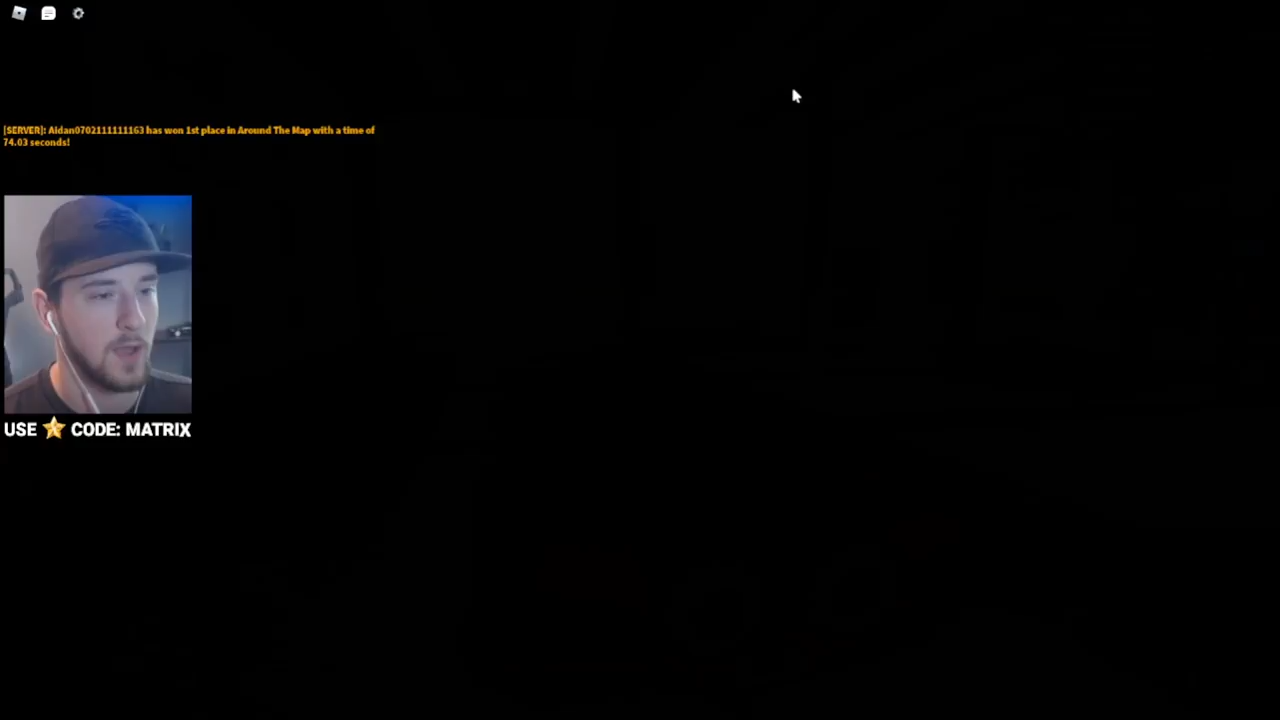 [SERVER]: Aidan0702111111163 has won 1st place in Around The Map with a time of
74.03 seconds!
USE CODE: MATRIX